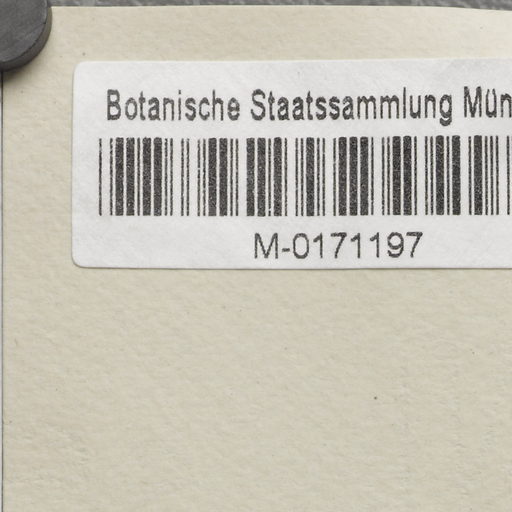 Botanische Staatssammlung Mün
M-0171197